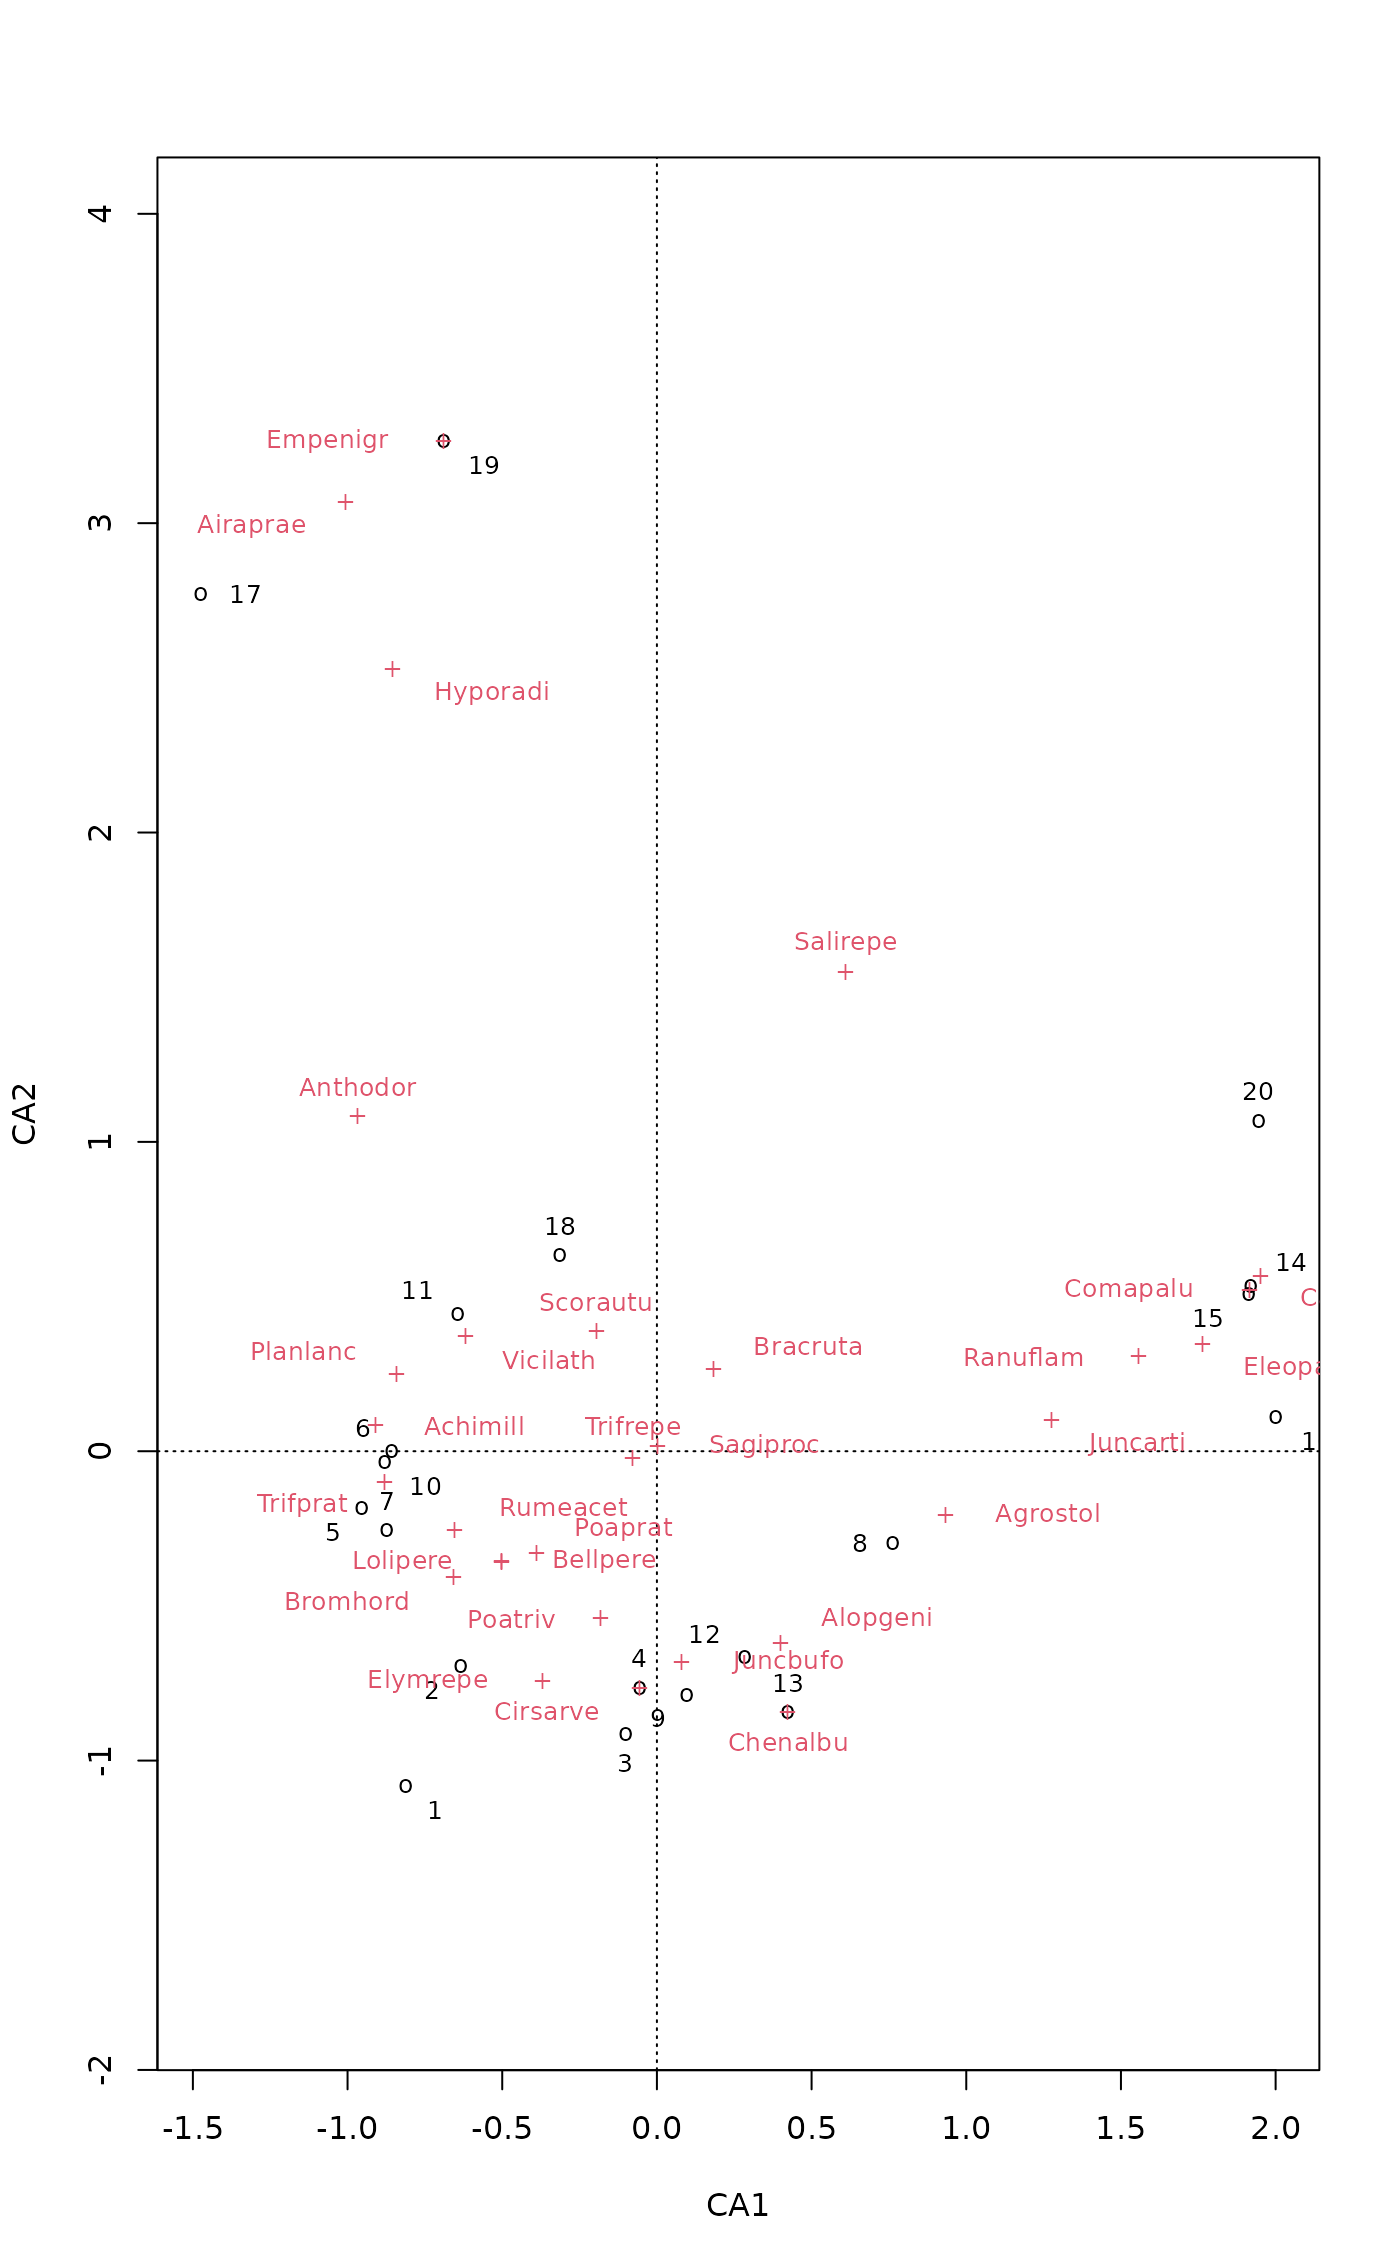 4
Empenigr
19
3
Airaprae
17
Hyporadi
2
Salirepe
Anthodor
20
CA2
1
18
14
11
Comapalu
C
Scorautu
15
Bracruta
Planlanc
Vicilath
Ranuflam
Eleopa
6
Achimill
Trifrepe
Sagiproc
Juncarti
1
0
10
7
Trifprat
Rumeacet
Agrostol
5
Poaprat
8
Lolipere
Bellpere
Bromhord
Poatriv
Alopgeni
12
4
Juncbufo
Elymrepe
13
2
Cirsarve
9
Chenalbu
3
-1
1
-2
-1.5 -1.0 -0.5 0.0 0.5 1.0 1.5 2.0
CA1